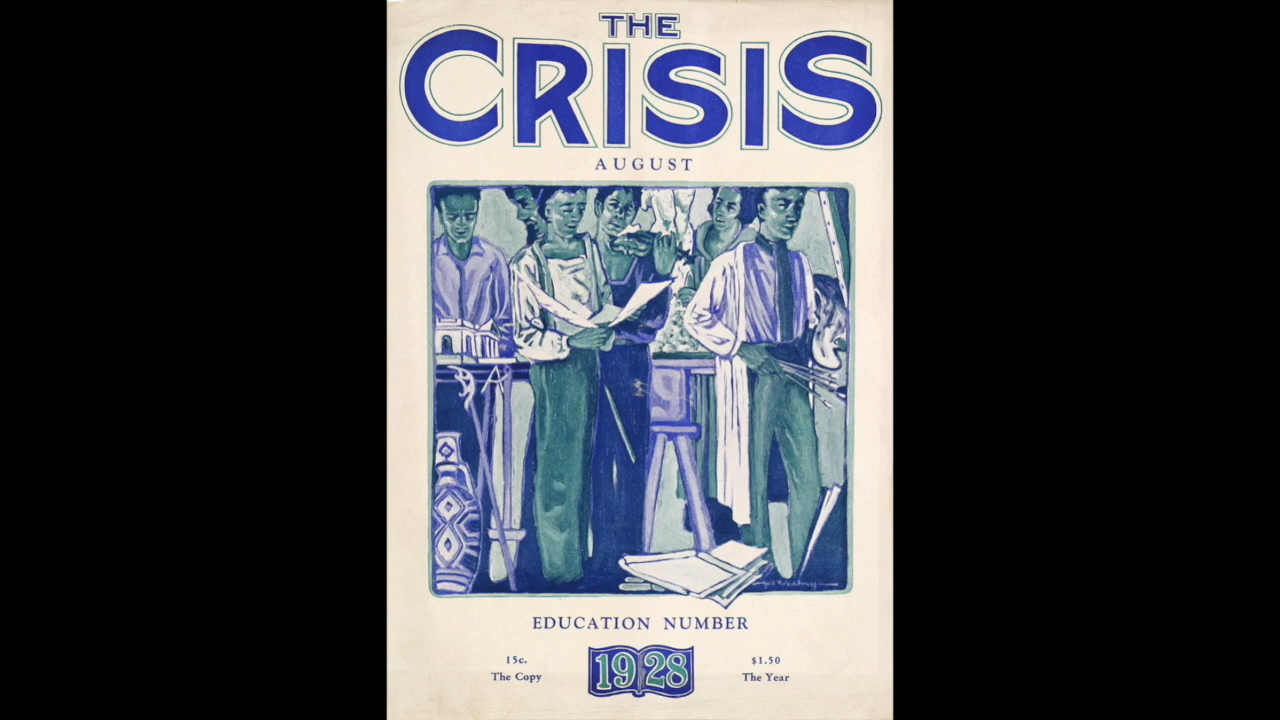 THE
CRISIS
AUGUST
EDUCATION NUMBER
15c.
The Copy
1928
$1.50
The Year